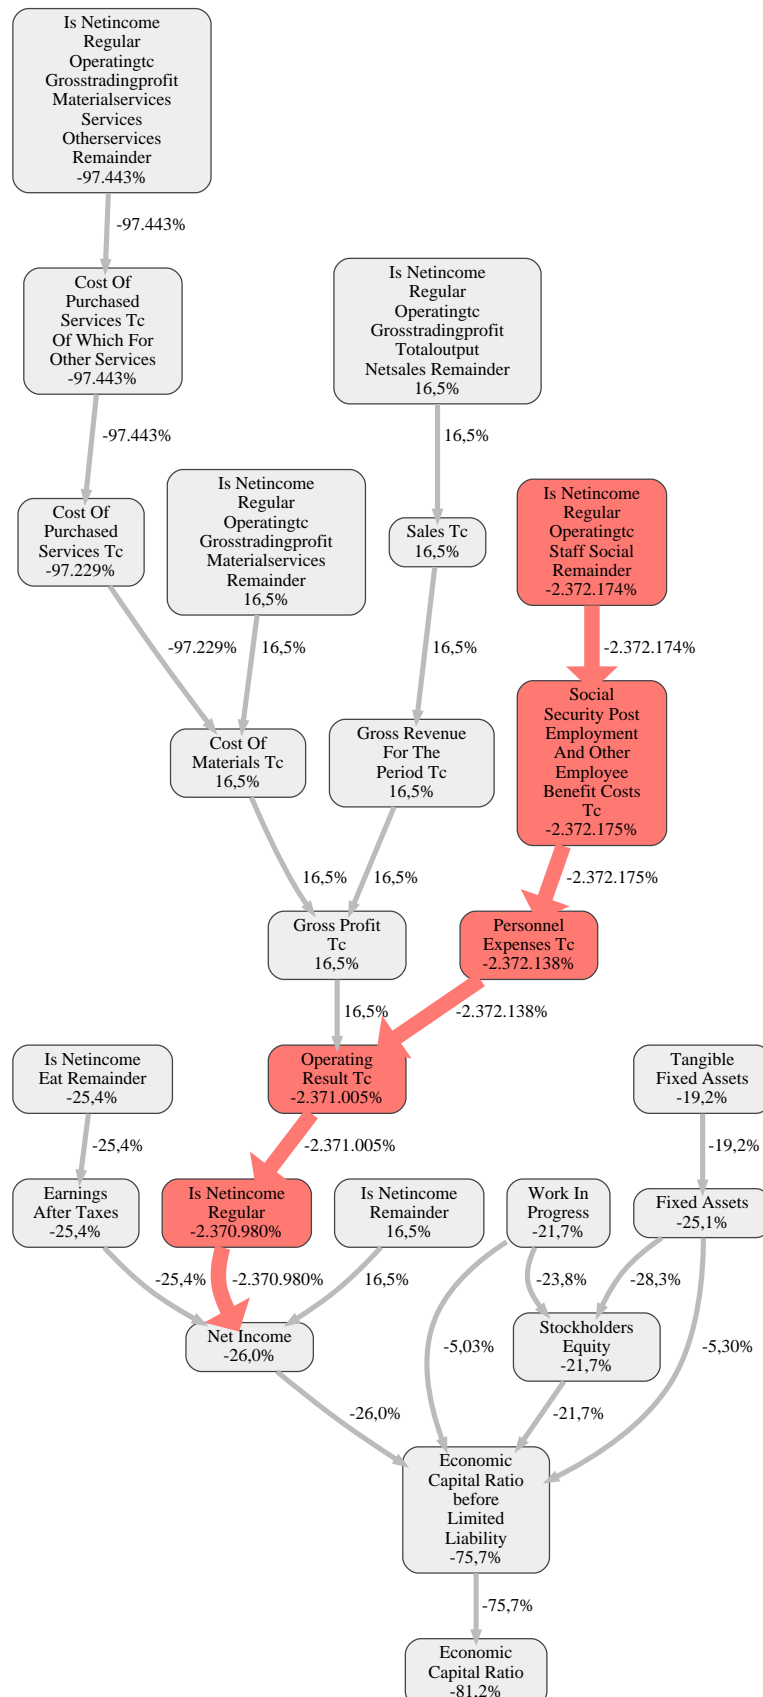 Is Netincome
Regular
Operatingtc
Grosstradingprofit
Materialservices
Services
Otherservices
Remainder
-97.443%
-97.443%
Cost Of
Purchased
Services Tc
Of Which For
Other Services
-97.443%
Is Netincome
Regular
Operatingtc
Grosstradingprofit
Totaloutput
Netsales Remainder
16,5%
-97.443%
16,5%
Cost Of
Purchased
Services Tc
-97.229%
Is Netincome
Regular
Operatingtc
Grosstradingprofit
Materialservices
Remainder
16,5%
Sales Tc
16,5%
Is Netincome
Regular
Operatingtc
Staff Social
Remainder
-2.372.174%
-97.229%
16,5%
16,5%
-2.372.174%
Cost Of
Materials Tc
16,5%
Gross Revenue
For The
Period Tc
16,5%
Social
Security Post
Employment
And Other
Employee
Benefit Costs
Tc
-2.372.175%
16,5%
16,5%
-2.372.175%
Gross Profit
Tc
16,5%
Personnel
Expenses Tc
-2.372.138%
16,5%
-2.372.138%
Is Netincome
Eat Remainder
-25,4%
Operating
Result Tc
-2.371.005%
Tangible
Fixed Assets
-19,2%
-25,4%
-2.371.005%
-19,2%
Earnings
After Taxes
-25,4%
Is Netincome
Regular
-2.370.980%
Is Netincome
Remainder
16,5%
Work In
Progress
-21,7%
Fixed Assets
-25,1%
-25,4%
-2.370.980%
16,5%
-23,8%
-28,3%
Net Income
-26,0%
-5,03%
Stockholders
Equity
-21,7%
-5,30%
-26,0%
-21,7%
Economic
Capital Ratio
before
Limited
Liability
-75,7%
-75,7%
Economic
Capital Ratio
-81,2%